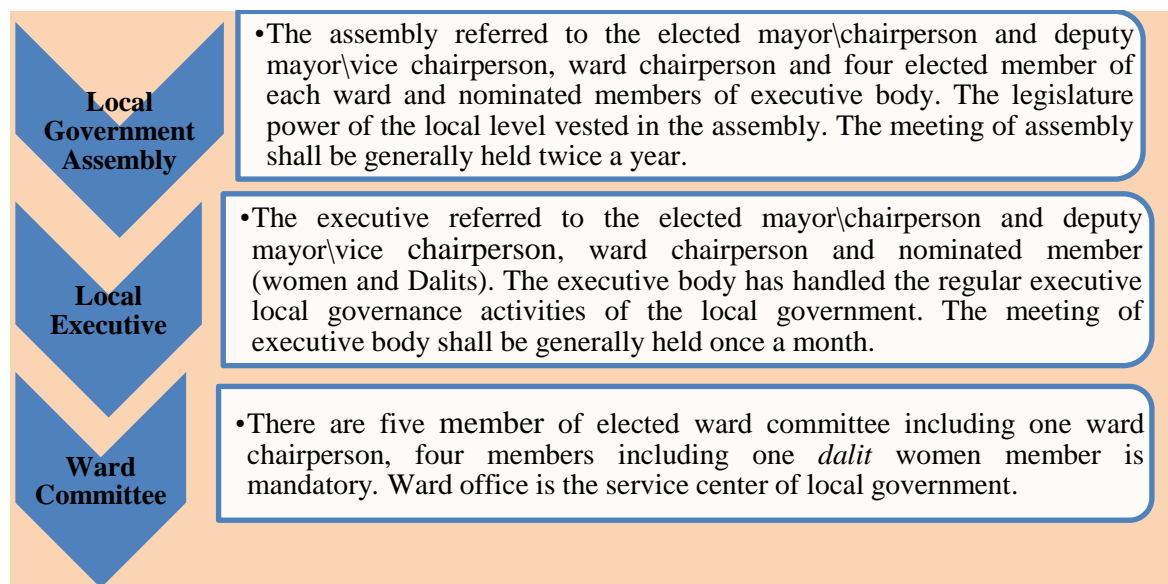 Local
Government
Assembly
•The assembly referred to the elected mayor\chairperson and deputy
mayor\vice chairperson, ward chairperson and four elected member of
each ward and nominated members of executive body. The legislature
power of the local level vested in the assembly. The meeting of assembly
shall be generally held twice a year.
Local
Executive
•The executive referred to the elected mayor\chairperson and deputy
mayor\vice chairperson, ward chairperson and nominated member
(women and Dalits). The executive body has handled the regular executive
local governance activities of the local government. The meeting of
executive body shall be generally held once a month.
Ward
Committee
•There are five member of elected ward committee including one ward
chairperson, four members including one dalit women member is
mandatory. Ward office is the service center of local government.